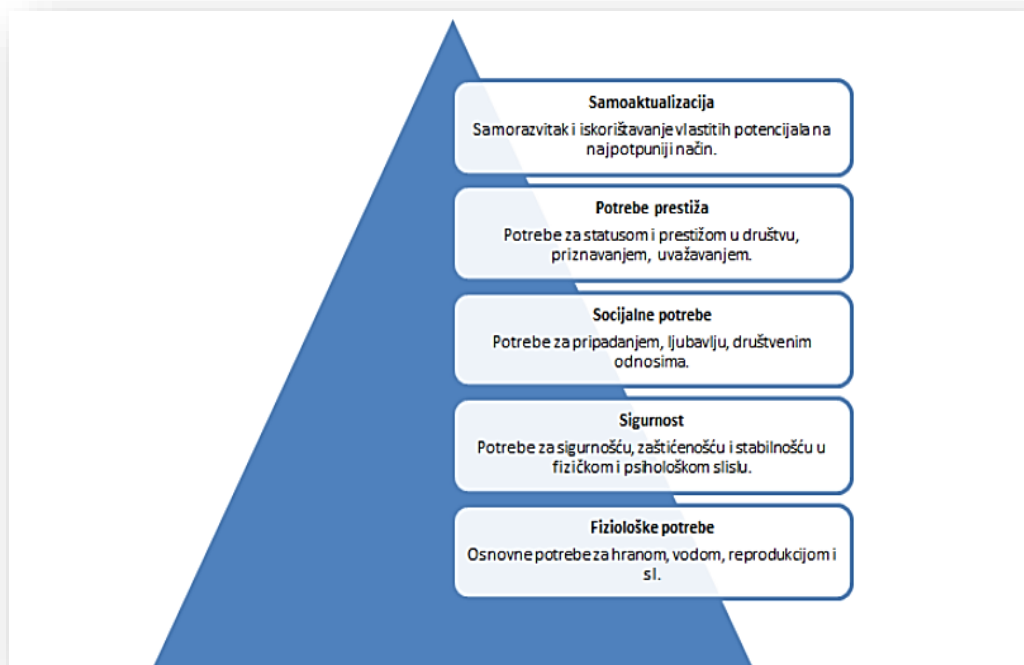 Samoaktualizacija
Samorazvitak i iskorištavanje vlastitih potencijala na
najpotpuniji način.
Potrebe prestiža
Potrebe za statusom i prestižom u društvu,
priznavanjem, uvažavanjem.
Socijalne potrebe
Potrebe za pripadanjem, ljubavlju, društvenim
odnosima.
Sigurnost
Potrebe za sigurnošću, zaštićenošću i stabilnošću u
fizičkom i psihološkom slislu.
Fiziološke potrebe
Osnovne potrebe za hranom, vodom, reprodukcijom i
sl.